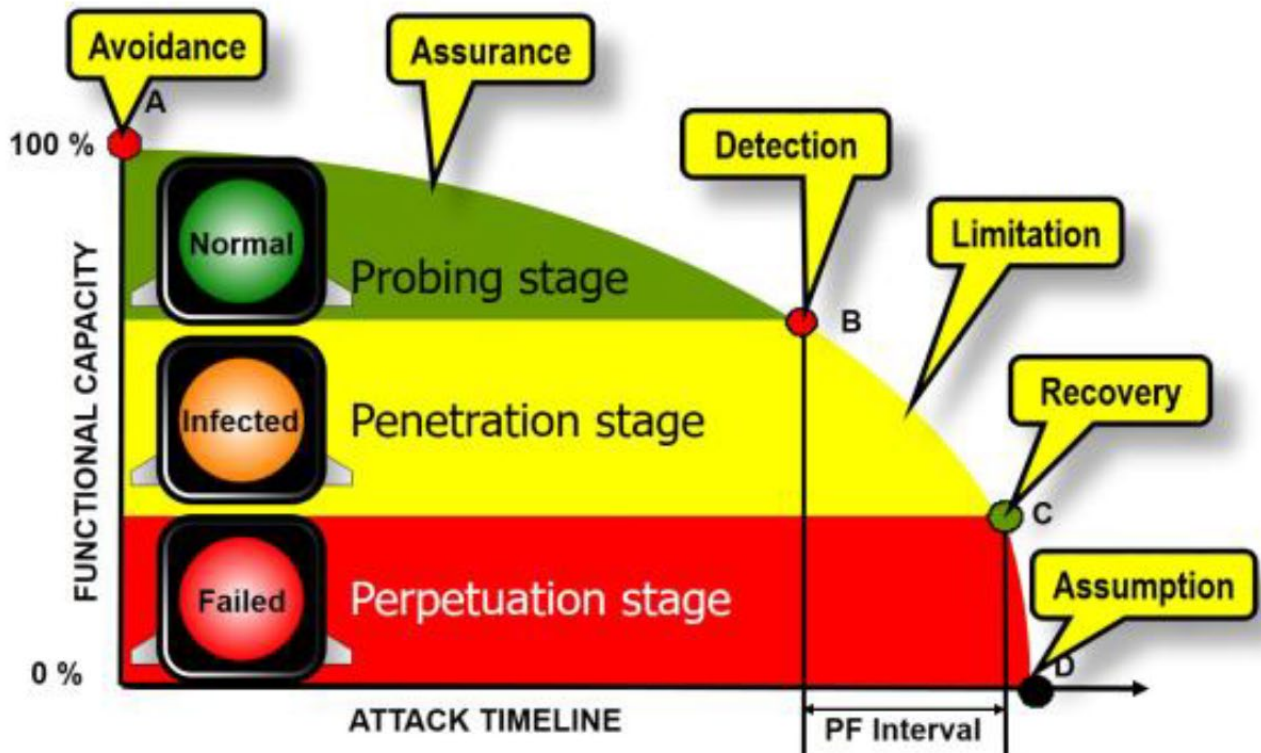 Avoidance
Assurance
A
100 %
Detection
Normal
Limitation
Probing stage
B
Recovery
Infected
Penetration stage
C
FUNCTIONAL CAPACITY
Assumption
Failed
Perpetuation stage
D
0 %
ATTACK TIMELINE
PF Interval